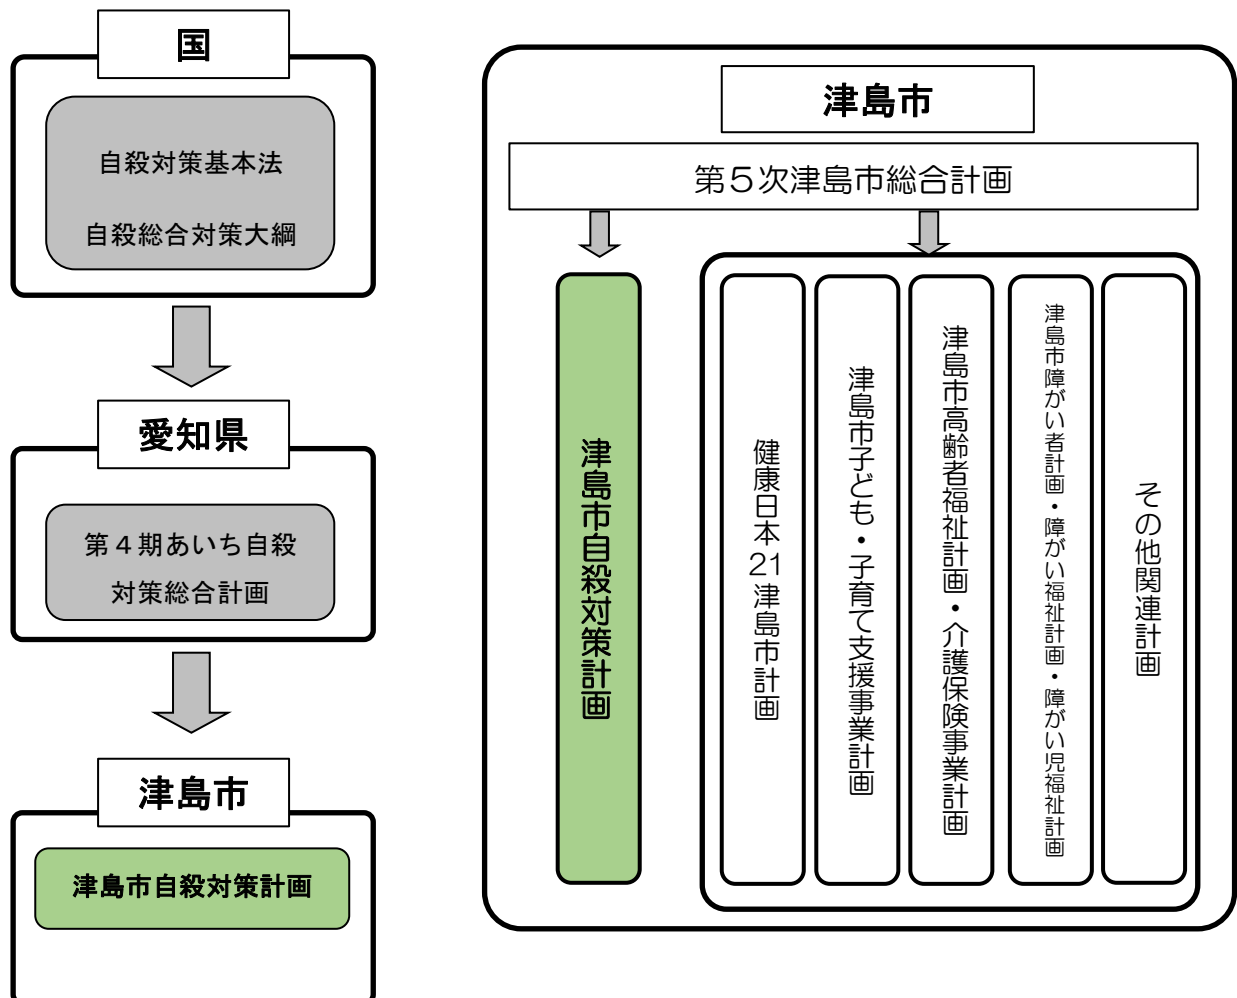 国
自殺対策基本法
自殺総合対策大綱
愛知県
第４期あいち自殺
対策総合計画
津島市
津島市自殺対策計画
津島市
第５次津島市総合計画
津島市自殺対策計画
健康日本21津島市計画
津島市子ども・子育て支援事業計画
津島市高齢者福祉計画・介護保険事業計画
津島市障がい者計画・障がい福祉計画・障がい児福祉計画
その他関連計画